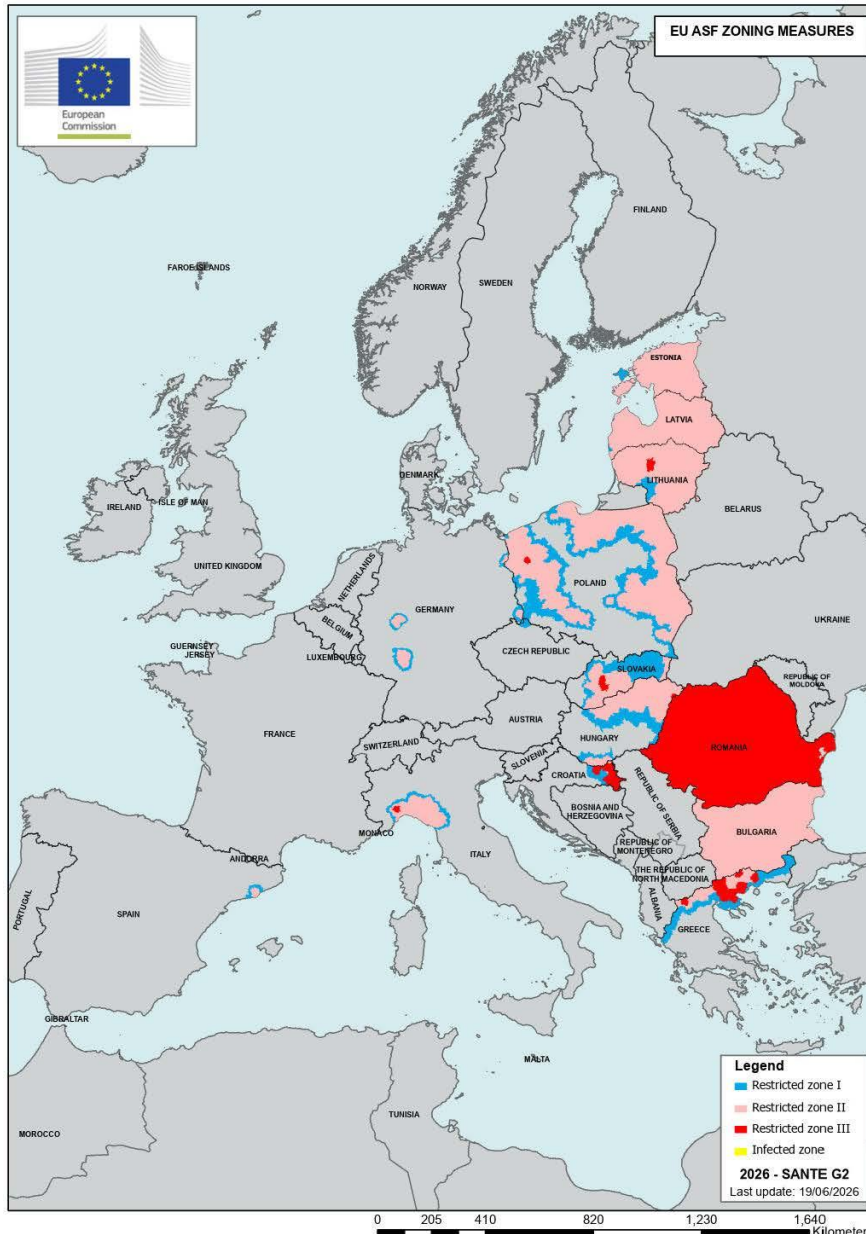 EU ASF ZONING MEASURES
European
Commission
FINLAND
FAROE ISLANDS
NORWAY
SWEDEN
ESTONIA
LATVIA
DENMARK
LITHUANIA
IRELAND
ISLE OF MAN
BELARUS
UNITED KINGDOM
NETHERLANDS
POLAND
GERMANY
BELGIUM
UKRAINE
GUERNSEY
JERSEY
LUXEMBOURG
CZECH REPUBLIC
SLOVAKIA
REPUBLIC OF
MOLDOVA
FRANCE
AUSTRIA
HUNGARY
SWITZERLAND
ROMANIA
SLOVENIA
CROATIA
REPUBLIC OF SERBIA
BOSNIA AND
HERZEGOVINA
MONACO
ITALY
BULGARIA
REPUBLIC OF
MONTENEGRO
ANDORRA
THE REPUBLIC OF
NORTH MACEDONIA
ALBANIA
PORTUGAL
SPAIN
GREECE
GIBRALTAR
MALTA
TUNISIA
MOROCCO
Legend
Restricted zone I
Restricted zone II
Restricted zone III
Infected zone
2026 - SANTE G2
Last update: 19/06/2026
0 205 410 820 1,230 1,640
Kilometer